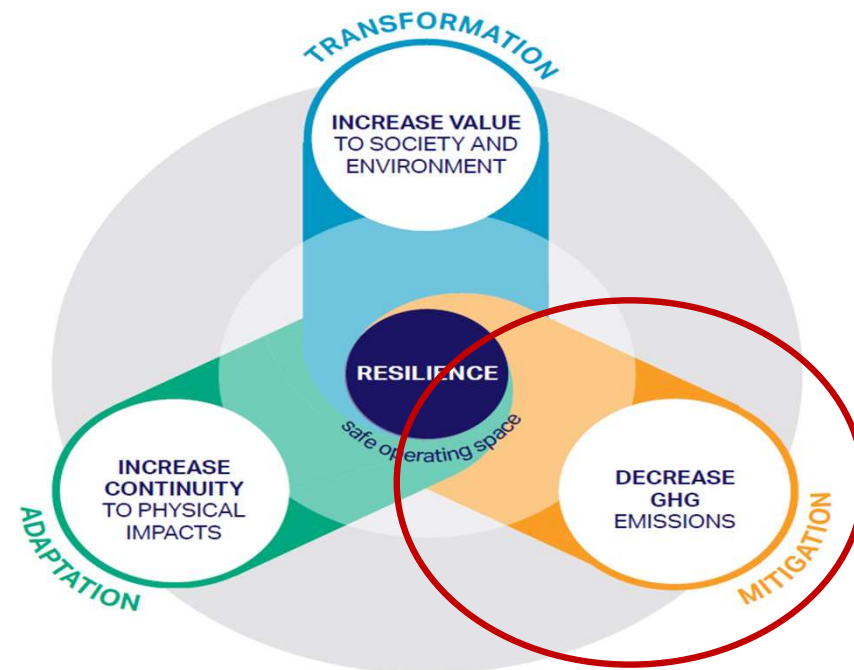 TRANSFORMATION
INCREASE VALUE
TO SOCIETY AND
ENVIRONMENT
RESILIENCE
safe operating space
INCREASE
CONTINUITY
TO PHYSICAL
IMPACTS
ADAPTATION
DECREASE
GHG
EMISSIONS
MITIGATION